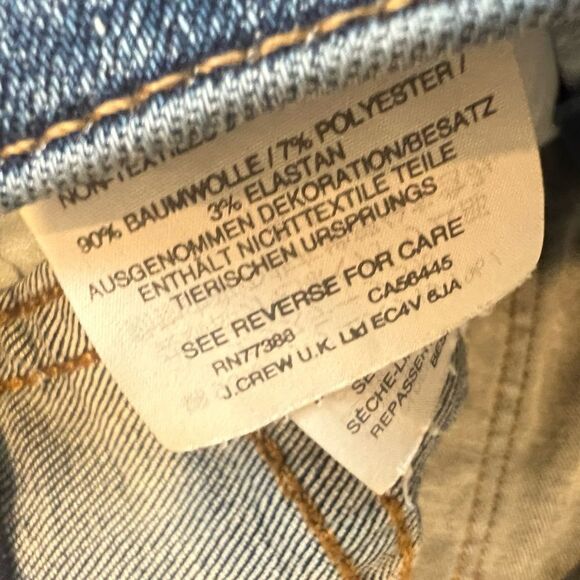 NON-TEXTILES
90% BAUMWOLLE / 7% POLYESTER /
3% ELASTAN
AUSGENOMMEN DEKORATION/BESATZ
ENTHÄLT NICHTTEXTILE TEILE
TIERISCHEN URSPRUNGS
SEE REVERSE FOR CARE
RN77388 CA56445
J.CREW U.K. Ltd EC4V 6JA
SÈCHE-
REPASSE